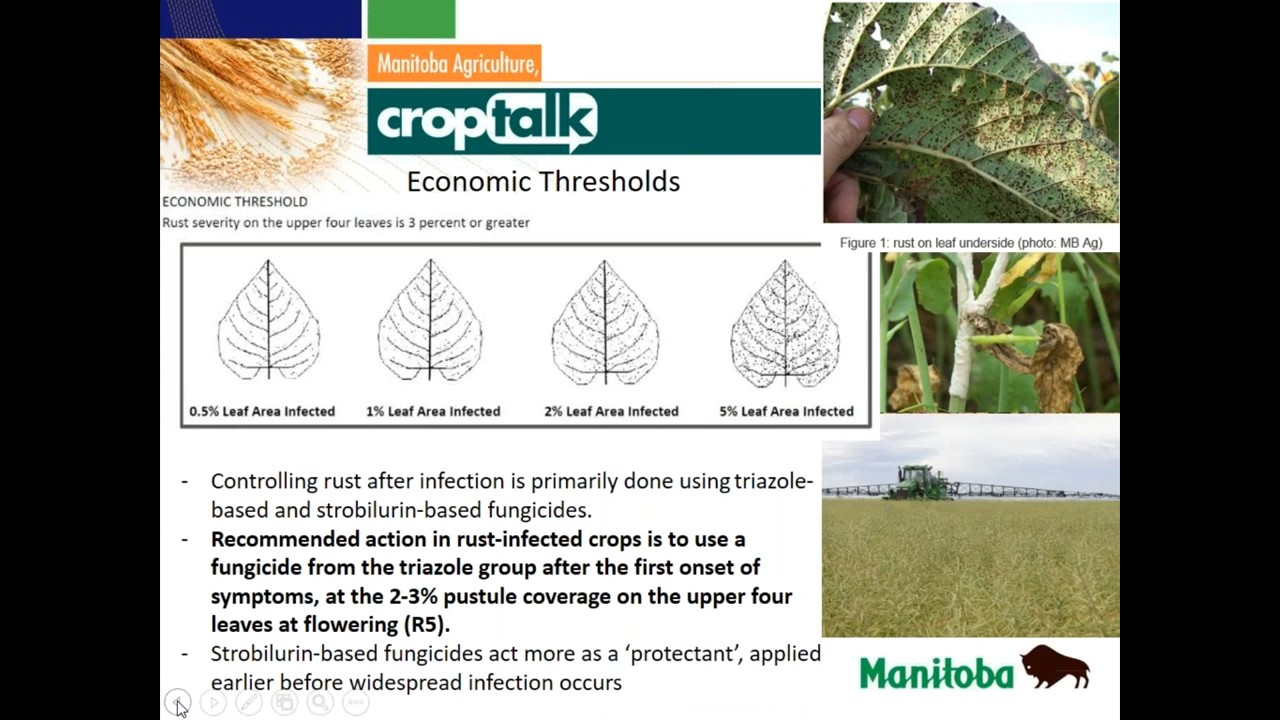 Manitoba Agriculture,
croptalk
Economic Thresholds
ECONOMIC THRESHOLD
Rust severity on the upper four leaves is 3 percent or greater
Figure 1: rust on leaf underside (photo: MB Ag)
0.5% Leaf Area Infected
1% Leaf Area Infected
2% Leaf Area Infected
5% Leaf Area Infected
- Controlling rust after infection is primarily done using triazole-
based and strobilurin-based fungicides.
- Recommended action in rust-infected crops is to use a
fungicide from the triazole group after the first onset of
symptoms, at the 2-3% pustule coverage on the upper four
leaves at flowering (R5).
- Strobilurin-based fungicides act more as a ‘protectant’, applied
earlier before widespread infection occurs
Manitoba